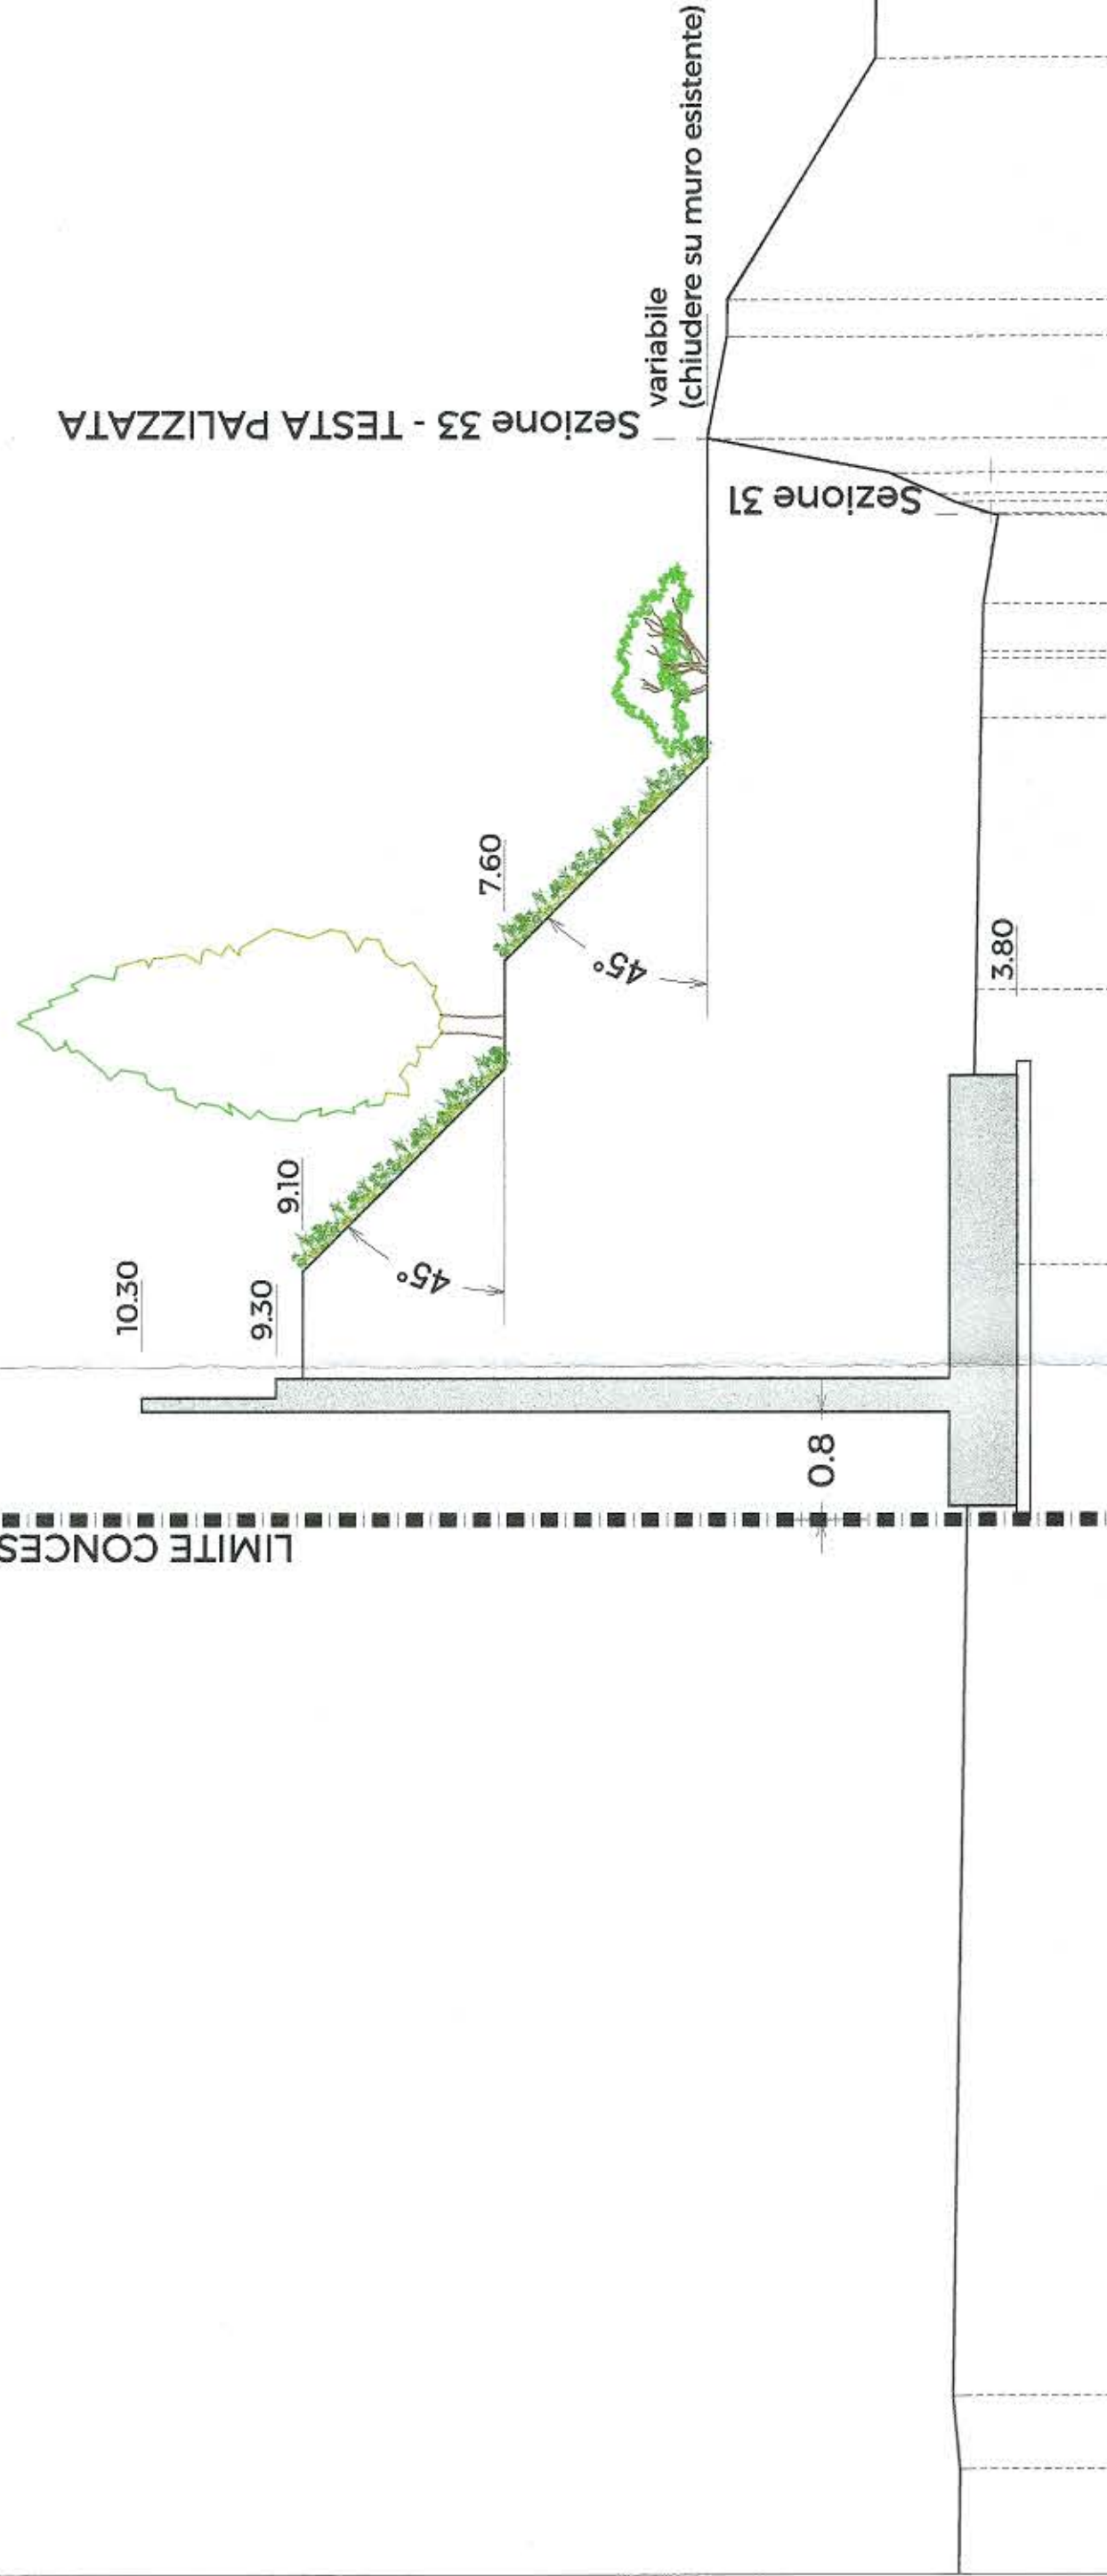 variabile
(chiudere su muro esistente)
Sezione 33 - TESTA PALIZZATA
Sezione 31
7.60
45°
3.80
9.10
45°
10.30
9.30
0.8
LIMITE CONCES